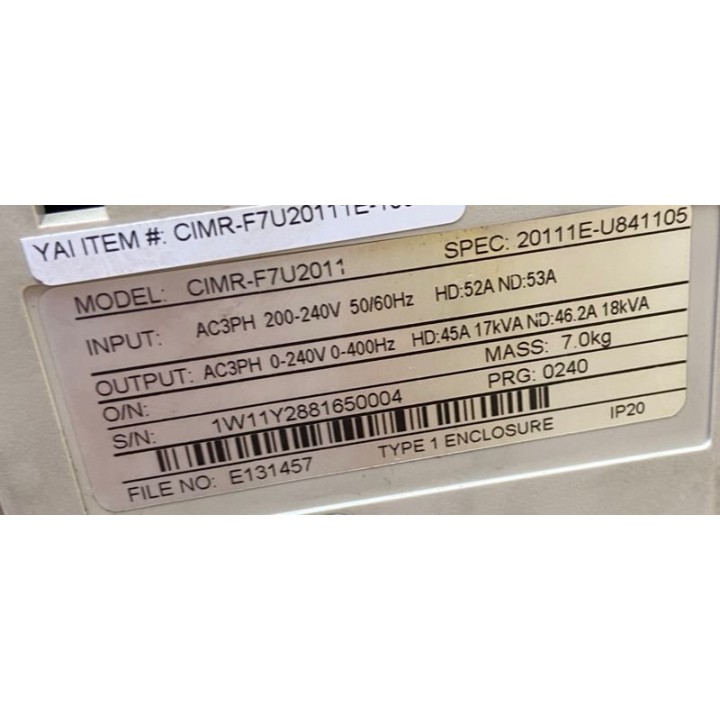 YAI ITEM #: CIMR-F7U20111E-
MODEL: CIMR-F7U2011 SPEC: 20111E-U841105
INPUT: AC3PH 200-240V 50/60Hz HD:52A ND:53A
OUTPUT: AC3PH 0-240V 0-400Hz HD:45A 17kVA ND:46.2A 18kVA
O/N: MASS: 7.0kg
S/N: 1W11Y2881650004 PRG: 0240
FILE NO: E131457 TYPE 1 ENCLOSURE IP20